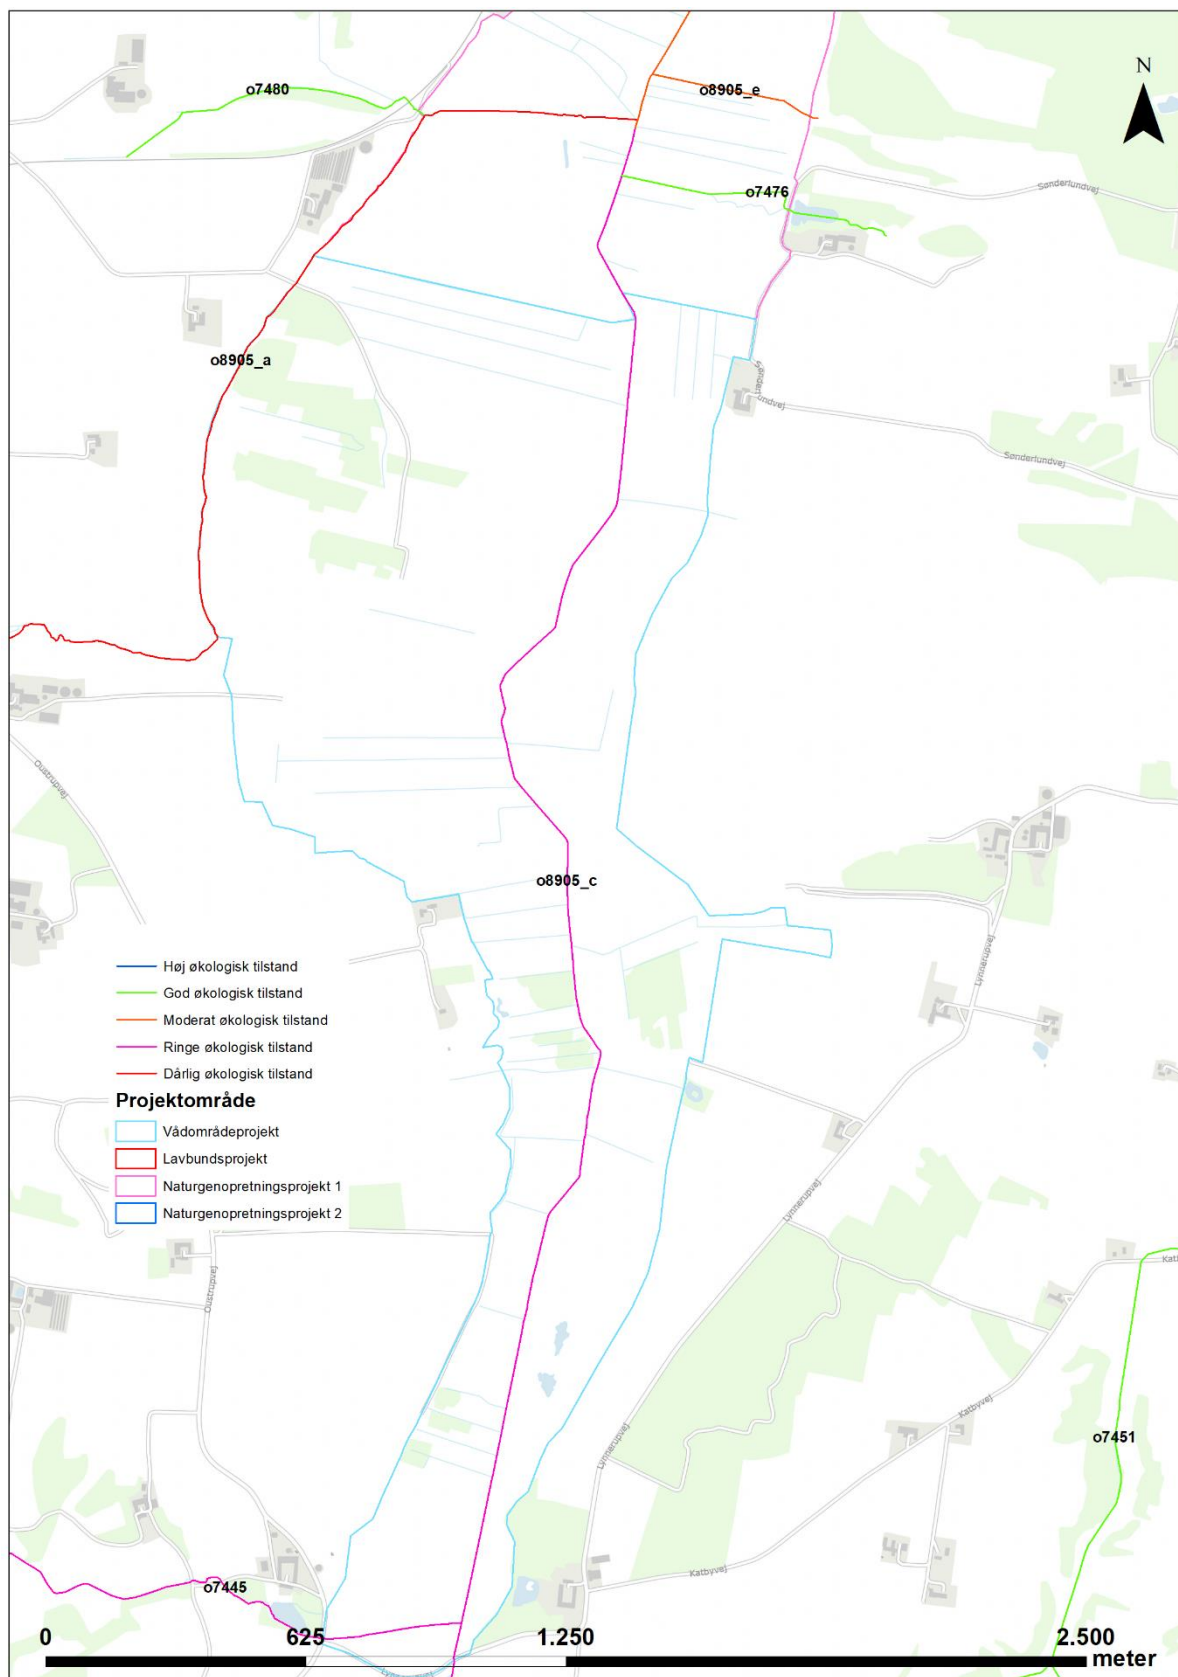 N
o7480
o8905_e
o7476
Sønderlundvej
o8905_a
Sønderlundvej
Sønderlundvej
Oustrupvej
o8905_c
Lynnerupvej
Høj økologisk tilstand
God økologisk tilstand
Moderat økologisk tilstand
Ringe økologisk tilstand
Dårlig økologisk tilstand
Projektområde
Vådområdeprojekt
Lavbundsprojekt
Naturgenopretningsprojekt 1
Naturgenopretningsprojekt 2
Lynnerupvej
Oustrupvej
Katbyvej
Lynnerupvej
o7451
Katbyvej
o7445
0 625 1.250 2.500
meter